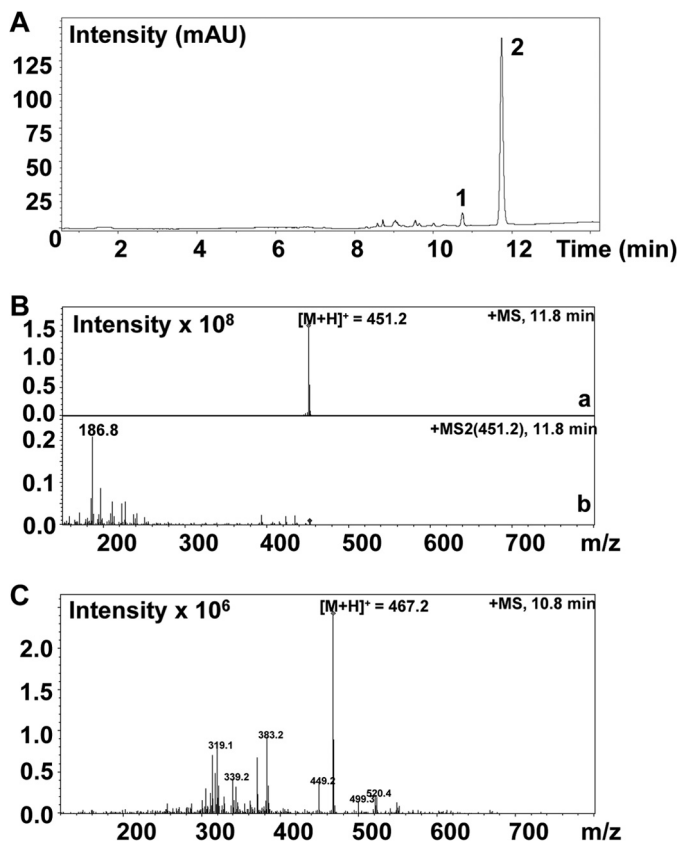 A
Intensity (mAU)
125
100
75
50
25
0
1
2
2 4 6 8 10 12 Time (min)
B
Intensity x 10⁸
[M+H]⁺ = 451.2
+MS, 11.8 min
1.5
1.0
0.5
0.0
a
186.8
+MS2(451.2), 11.8 min
0.2
0.1
0.0
b
200 300 400 500 600 700 m/z
C
Intensity x 10⁶
[M+H]⁺ = 467.2
+MS, 10.8 min
2.0
1.5
1.0
0.5
0.0
319.1
339.2
383.2
449.2
499.3
520.4
200 300 400 500 600 700 m/z